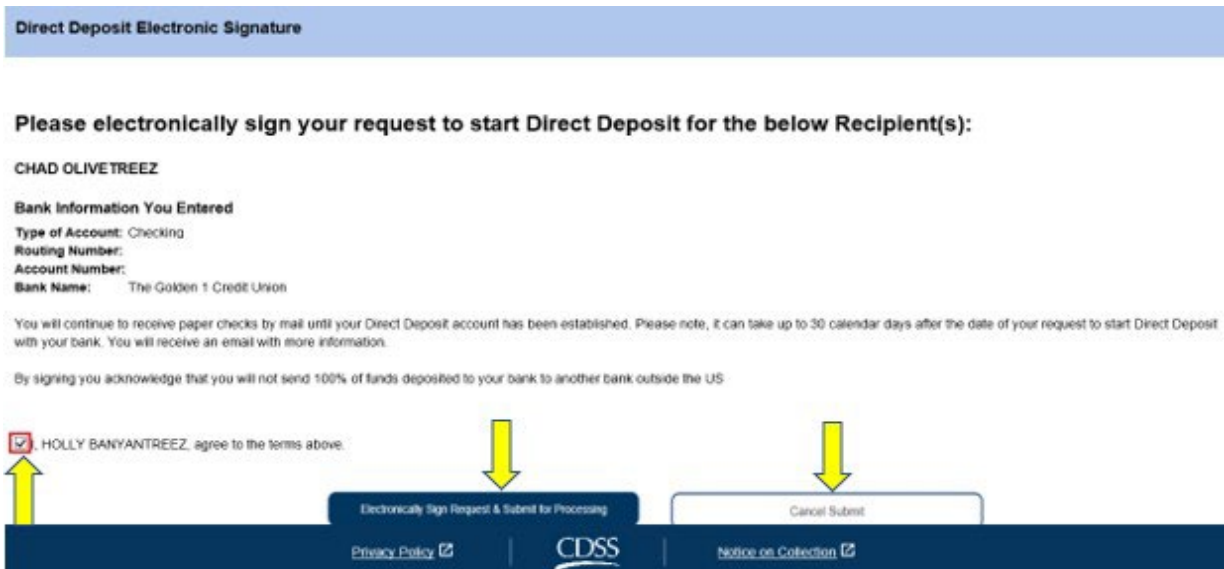 Direct Deposit Electronic Signature
Please electronically sign your request to start Direct Deposit for the below Recipient(s):
CHAD OLIVETREEZ
Bank Information You Entered
Type of Account: Checking
Routing Number:
Account Number:
Bank Name: The Golden 1 Credit Union
You will continue to receive paper checks by mail until your Direct Deposit account has been established. Please note, it can take up to 30 calendar days after the date of your request to start Direct Deposit
with your bank. You will receive an email with more information.
By signing you acknowledge that you will not send 100% of funds deposited to your bank to another bank outside the US
, HOLLY BANYANTREEZ, agree to the terms above.
Electronically Sign Request & Submit for Processing
Cancel Submit
Privacy Policy
CDSS
Notice on Collection